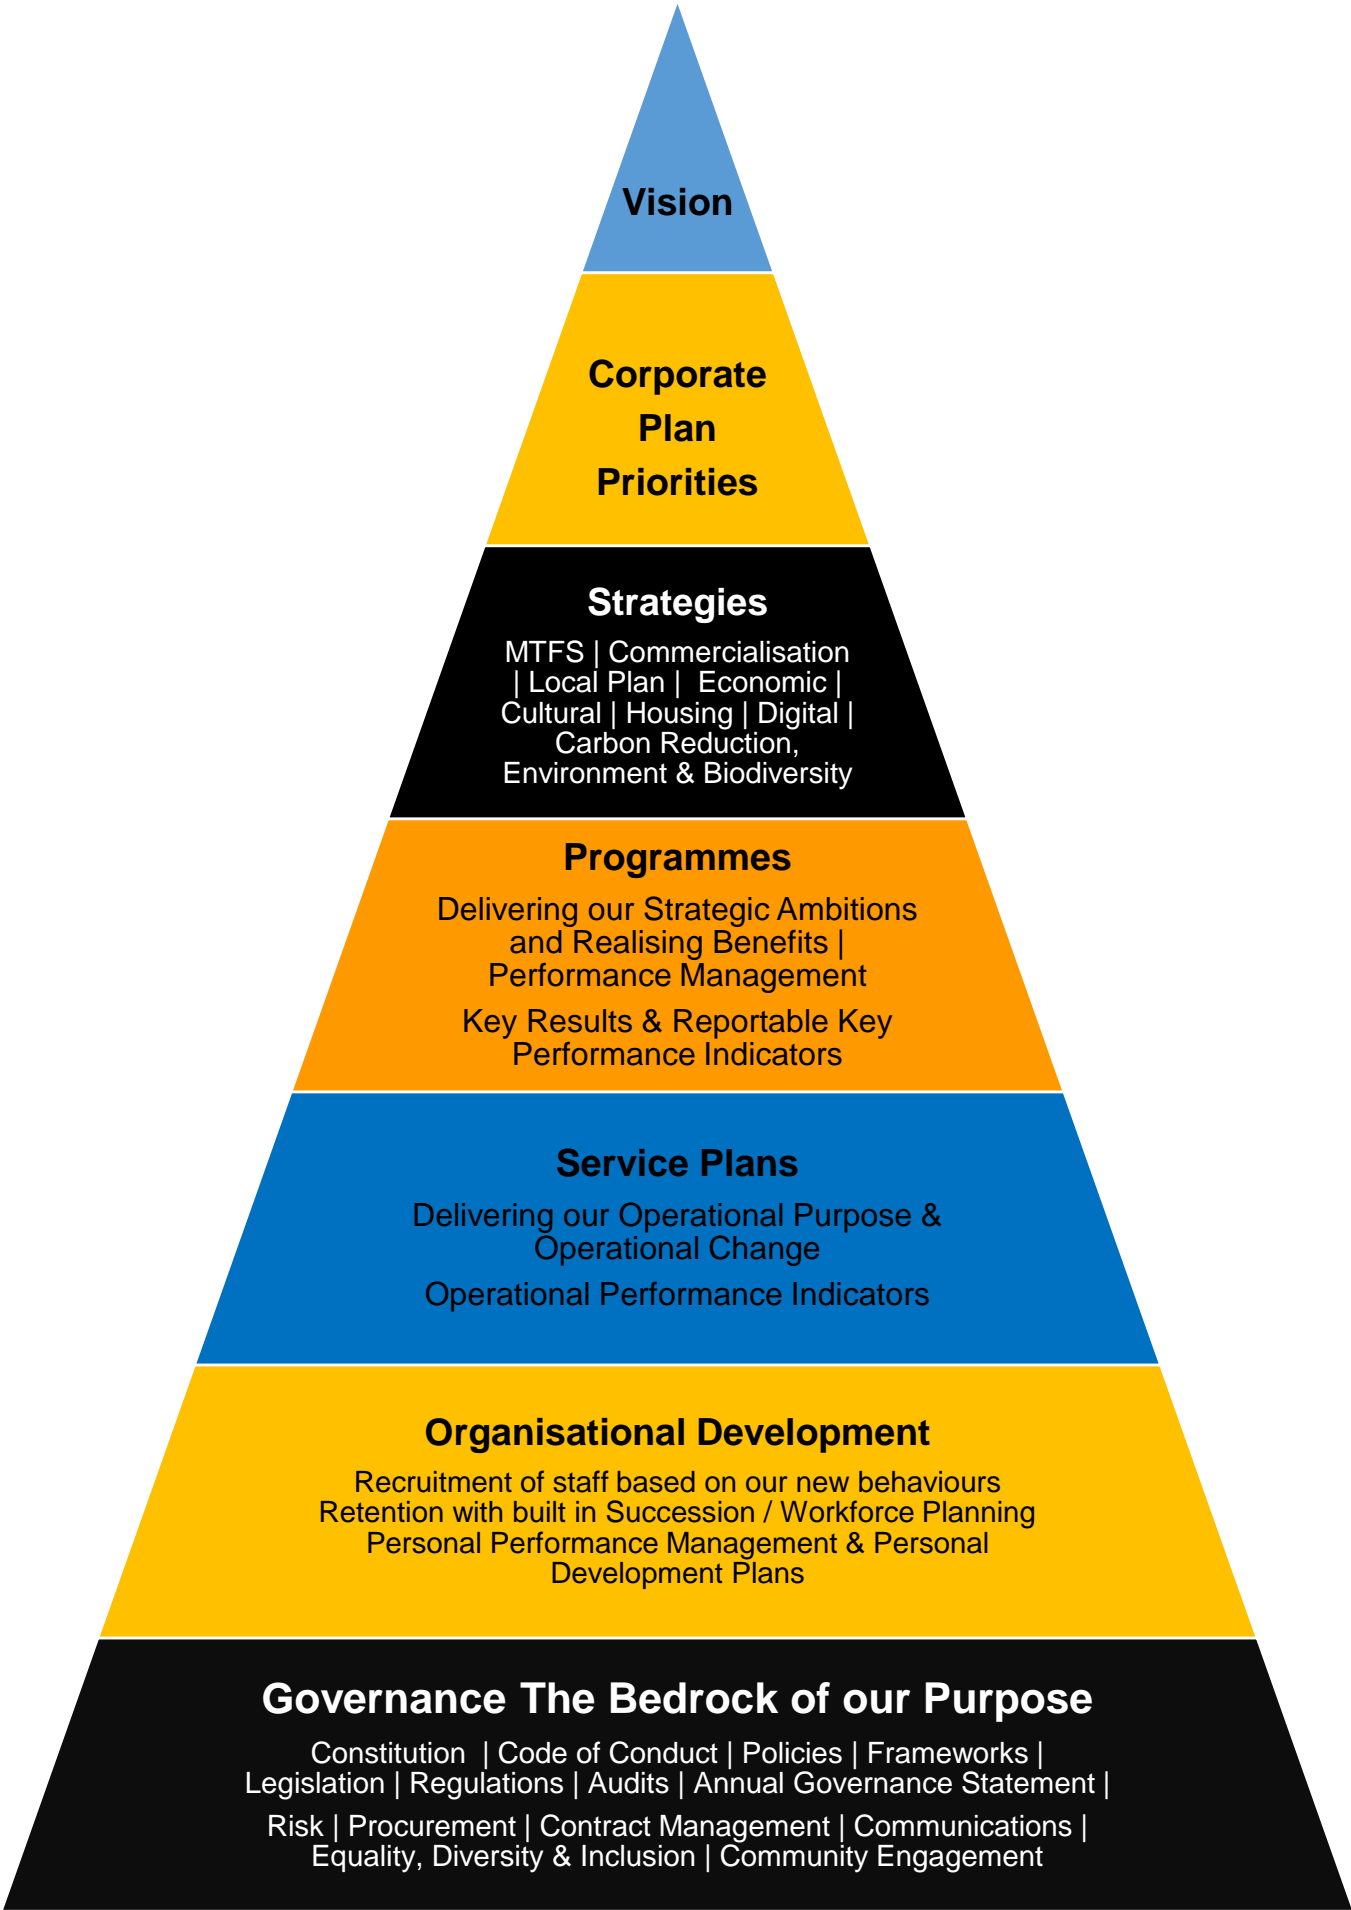 Vision
Corporate
Plan
Priorities
Strategies
MTFS | Commercialisation
| Local Plan |  Economic |
Cultural | Housing | Digital |
Carbon Reduction,
Environment & Biodiversity
Programmes
Delivering our Strategic Ambitions
and Realising Benefits |
Performance Management
Key Results & Reportable Key
Performance Indicators
Service Plans
Delivering our Operational Purpose &
Operational Change
Operational Performance Indicators
Organisational Development
Recruitment of staff based on our new behaviours
Retention with built in Succession / Workforce Planning
Personal Performance Management & Personal
Development Plans
Governance The Bedrock of our Purpose
Constitution  | Code of Conduct | Policies | Frameworks |
Legislation | Regulations | Audits | Annual Governance Statement |
Risk | Procurement | Contract Management | Communications |
Equality, Diversity & Inclusion | Community Engagement